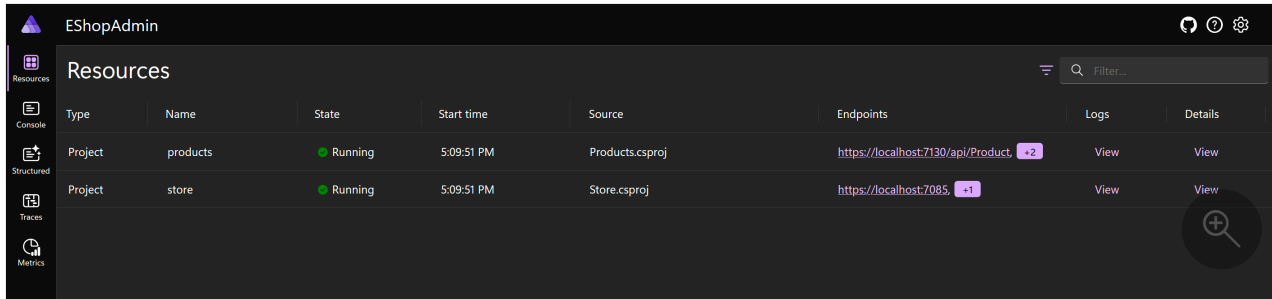 EShopAdmin
Resources
Resources
Filter...
Console
Type Name State Start time Source Endpoints Logs Details
Structured
Project products Running 5:09:51 PM Products.csproj https://localhost:7130/api/Product, +2 View View
Project store Running 5:09:51 PM Store.csproj https://localhost:7085, +1 View View
Traces
Metrics